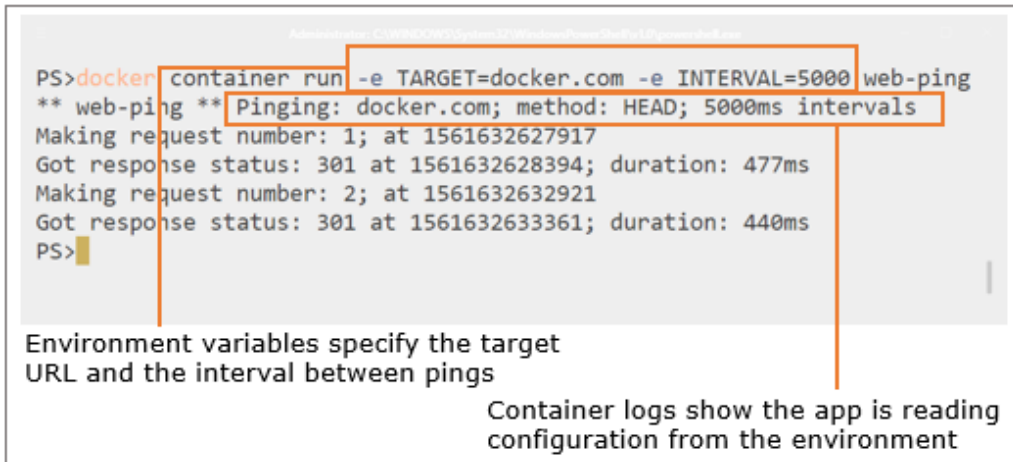 Administrator: C:\WINDOWS\System32\WindowsPowerShell\v1.0\powershell.exe
PS>docker container run -e TARGET=docker.com -e INTERVAL=5000 web-ping
** web-ping ** Pinging: docker.com; method: HEAD; 5000ms intervals
Making request number: 1; at 1561632627917
Got response status: 301 at 1561632628394; duration: 477ms
Making request number: 2; at 1561632632921
Got response status: 301 at 1561632633361; duration: 440ms
PS>
Environment variables specify the target
URL and the interval between pings
Container logs show the app is reading
configuration from the environment